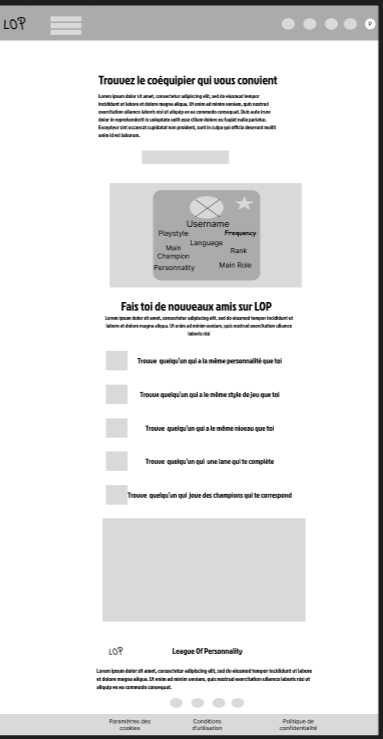 LOP
P
Trouvez le coéquipier qui vous convient
Lorem ipsum dolor sit amet, consectetur adipiscing elit, sed do eiusmod tempor
incididunt ut labore et dolore magna aliqua. Ut enim ad minim veniam, quis nostrud
exercitation ullamco laboris nisi ut aliquip ex ea commodo consequat. Duis aute irure
dolor in reprehenderit in voluptate velit esse cillum dolore eu fugiat nulla pariatur.
Excepteur sint occaecat cupidatat non proident, sunt in culpa qui officia deserunt mollit
anim id est laborum.
Username
Playstyle
Frequency
Language
Main
Champion
Rank
Personnality
Main Role
Fais toi de nouveaux amis sur LOP
Lorem ipsum dolor sit amet, consectetur adipiscing elit, sed do eiusmod tempor incididunt ut
labore et dolore magna aliqua. Ut enim ad minim veniam, quis nostrud exercitation ullamco
laboris nisi
Trouve quelqu'un qui a la même personnalité que toi
Trouve quelqu'un qui a le même style de jeu que toi
Trouve quelqu'un qui a le même niveau que toi
Trouve quelqu'un qui une lane qui te complète
Trouve quelqu'un qui joue des champions qui te correspond
LOP
League Of Personnality
Lorem ipsum dolor sit amet, consectetur adipiscing elit, sed do eiusmod tempor incididunt ut labore
et dolore magna aliqua. Ut enim ad minim veniam, quis nostrud exercitation ullamco laboris nisi ut
aliquip ex ea commodo consequat.
Paramètres des
cookies
Conditions
d'utilisation
Politique de
confidentialité